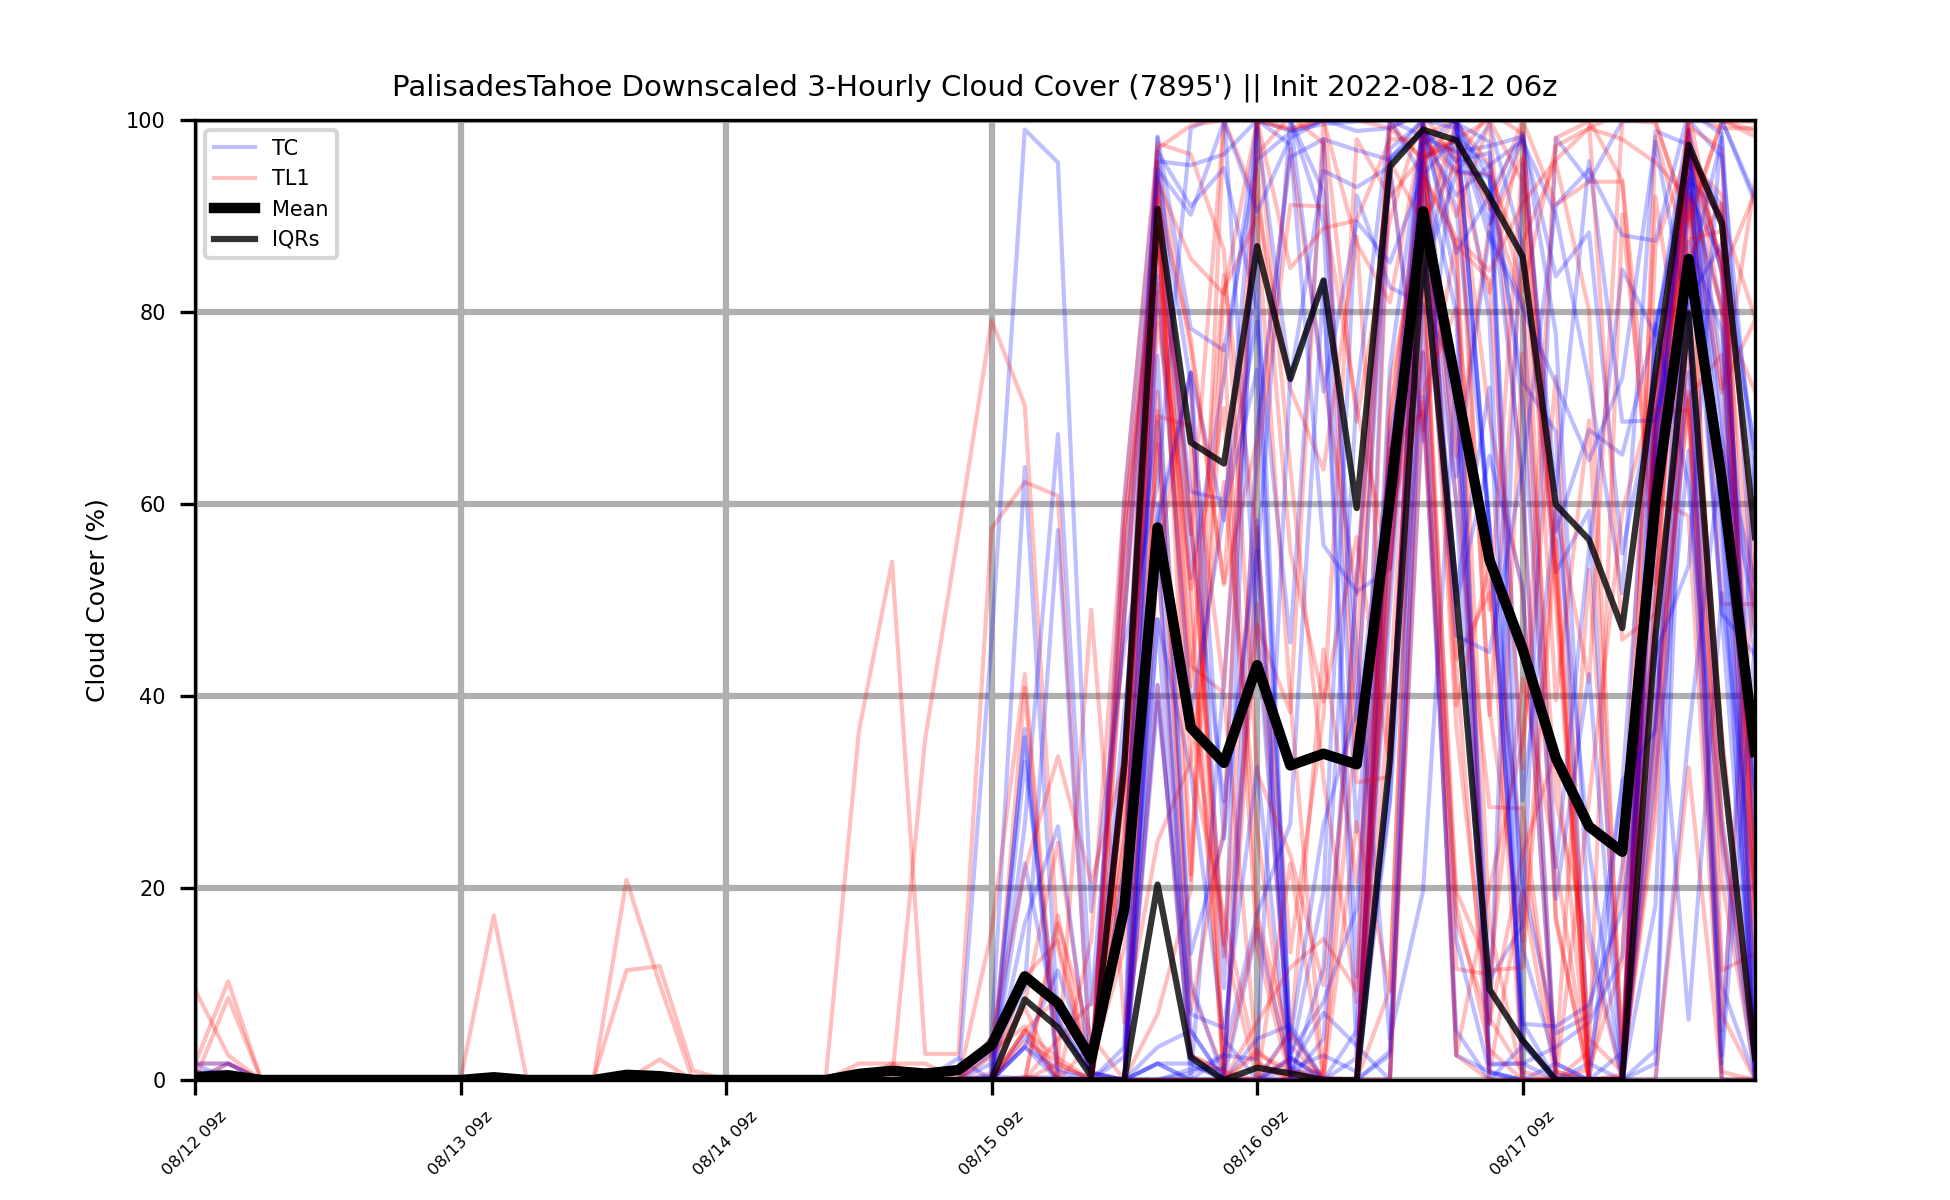 PalisadesTahoe Downscaled 3-Hourly Cloud Cover (7895') || Init 2022-08-12 06z
100
80
60
40
20
0
Cloud Cover (%)
TC
TL1
Mean
IQRs
08/12 09z
08/13 09z
08/14 09z
08/15 09z
08/16 09z
08/17 09z